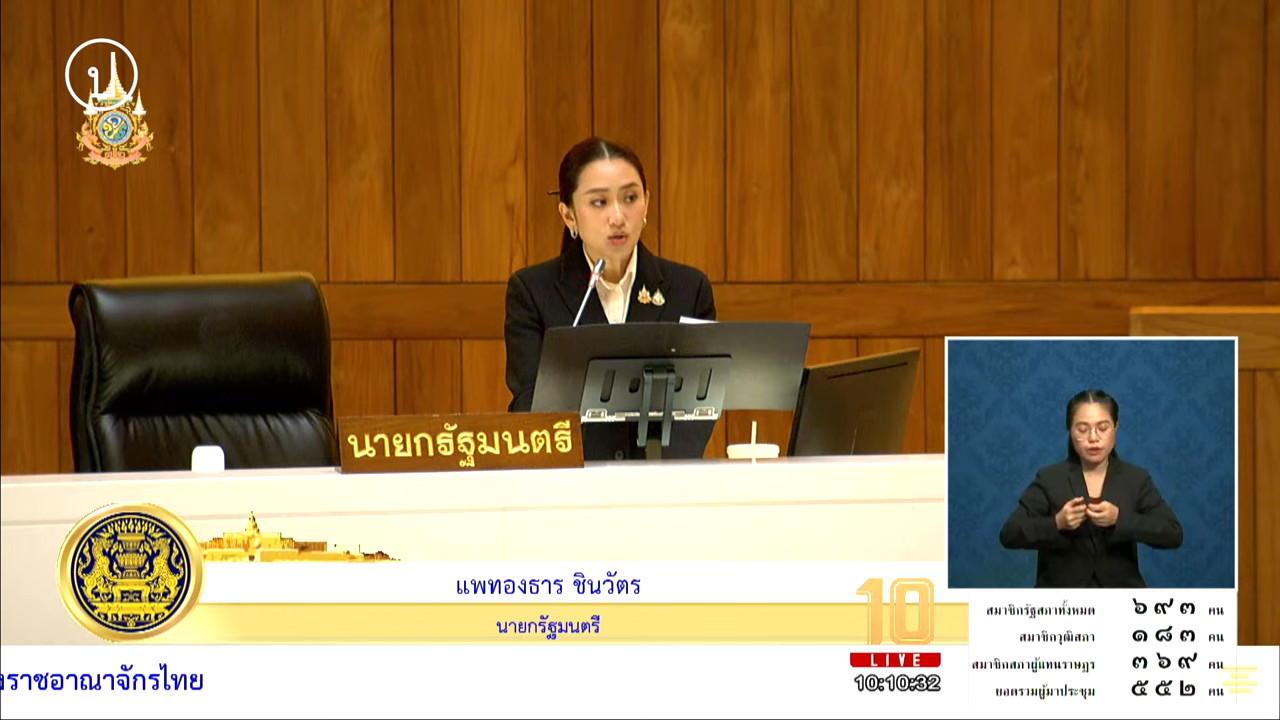 บ
นายกรัฐมนตรี
แพทองธาร ชินวัตร
นายกรัฐมนตรี
10
LIVE
10:10:32
สมาชิกรัฐสภาทั้งหมด ๖๙๓ คน
สมาชิกวุฒิสภา ๑๘๓ คน
สมาชิกสภาผู้แทนราษฎร ๓๖๙ คน
ยอดรวมผู้มาประชุม ๕๕๒ คน
ราชอาณาจักรไทย